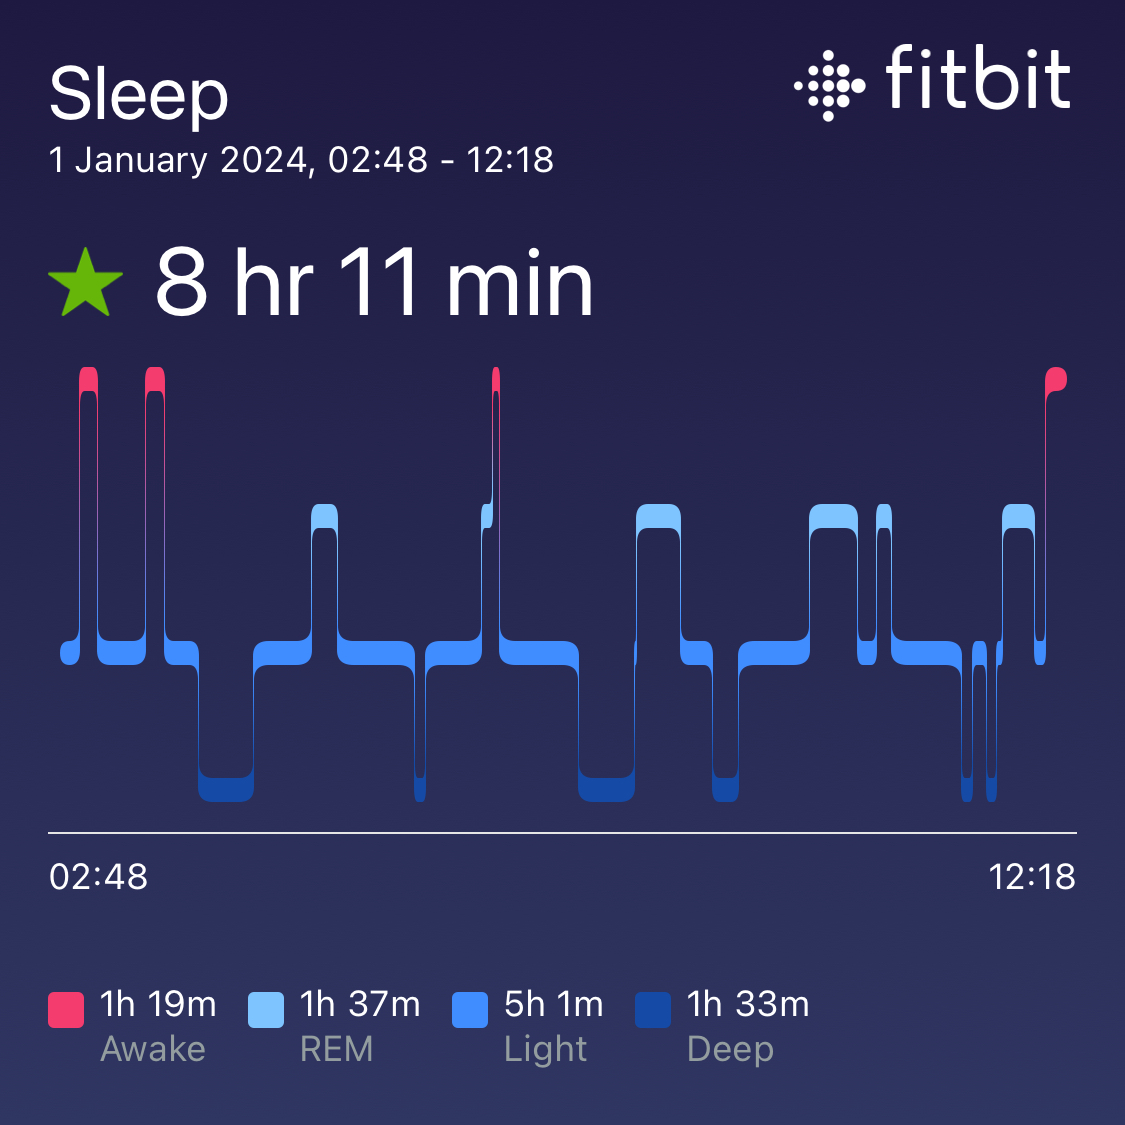 Sleep
fitbit
1 January 2024, 02:48 - 12:18
8 hr 11 min
02:48
12:18
1h 19m
Awake
1h 37m
REM
5h 1m
Light
1h 33m
Deep